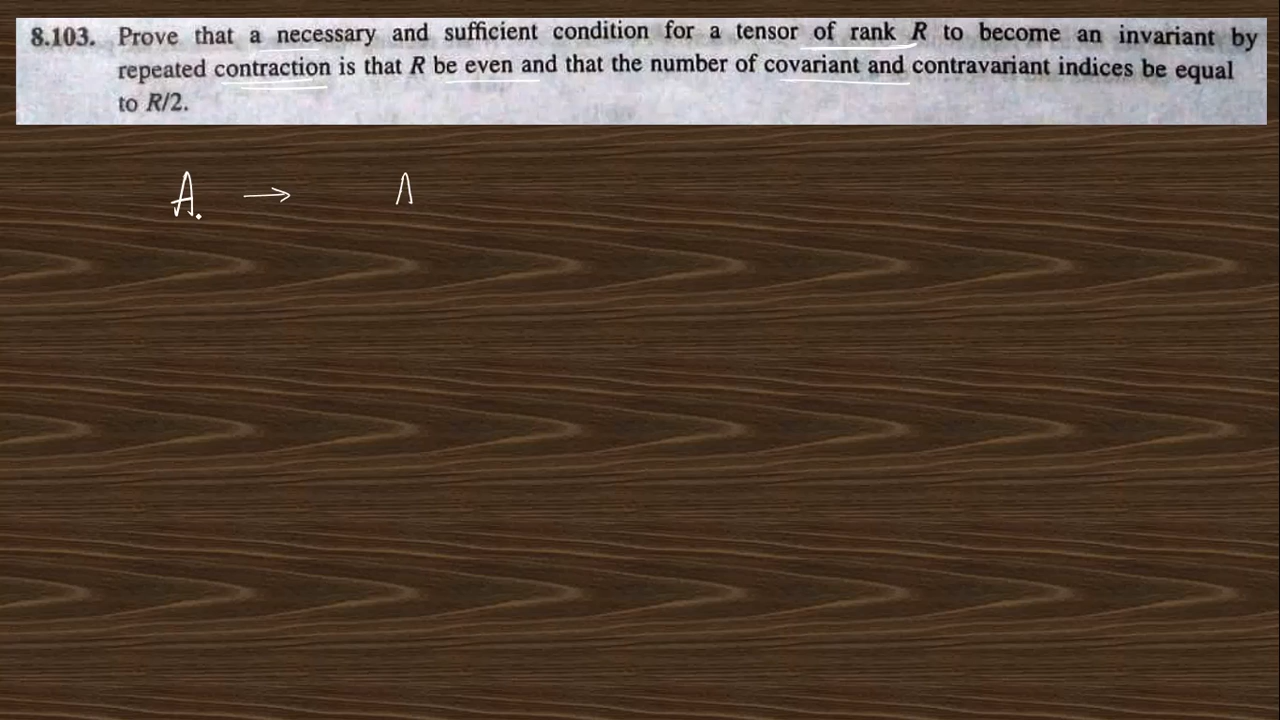 8.103. Prove that a necessary and sufficient condition for a tensor of rank R to become an invariant by
repeated contraction is that R be even and that the number of covariant and contravariant indices be equal
to R/2.
A. →